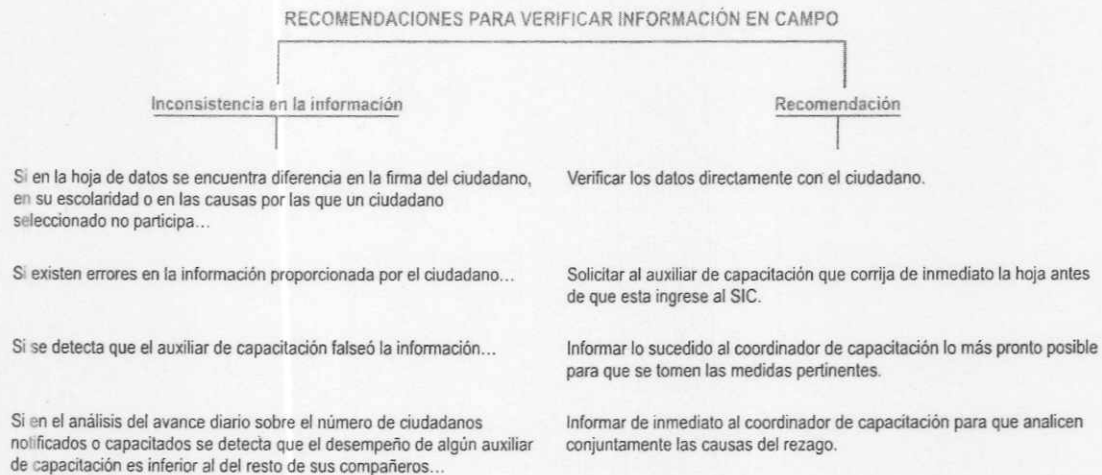 RECOMENDACIONES PARA VERIFICAR INFORMACIÓN EN CAMPO
Inconsistencia en la información
Recomendación
Si en la hoja de datos se encuentra diferencia en la firma del ciudadano,
en su escolaridad o en las causas por las que un ciudadano
seleccionado no participa...
Verificar los datos directamente con el ciudadano.
Si existen errores en la información proporcionada por el ciudadano...
Solicitar al auxiliar de capacitación que corrija de inmediato la hoja antes
de que esta ingrese al SIC.
Si se detecta que el auxiliar de capacitación falseó la información...
Informar lo sucedido al coordinador de capacitación lo más pronto posible
para que se tomen las medidas pertinentes.
Si en el análisis del avance diario sobre el número de ciudadanos
notificados o capacitados se detecta que el desempeño de algún auxiliar
de capacitación es inferior al del resto de sus compañeros...
Informar de inmediato al coordinador de capacitación para que analicen
conjuntamente las causas del rezago.